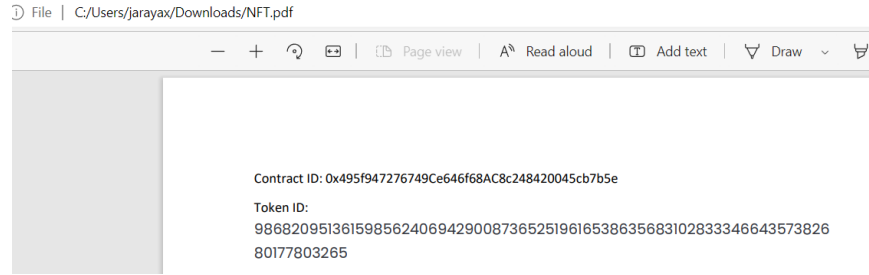 File | C:/Users/jarayax/Downloads/NFT.pdf
Page view | Read aloud | Add text | Draw
Contract ID: 0x495f947276749Ce646f68AC8c248420045cb7b5e
Token ID:
98682095136159856240694290087365251961653863568310283334664357382​6
80177803265